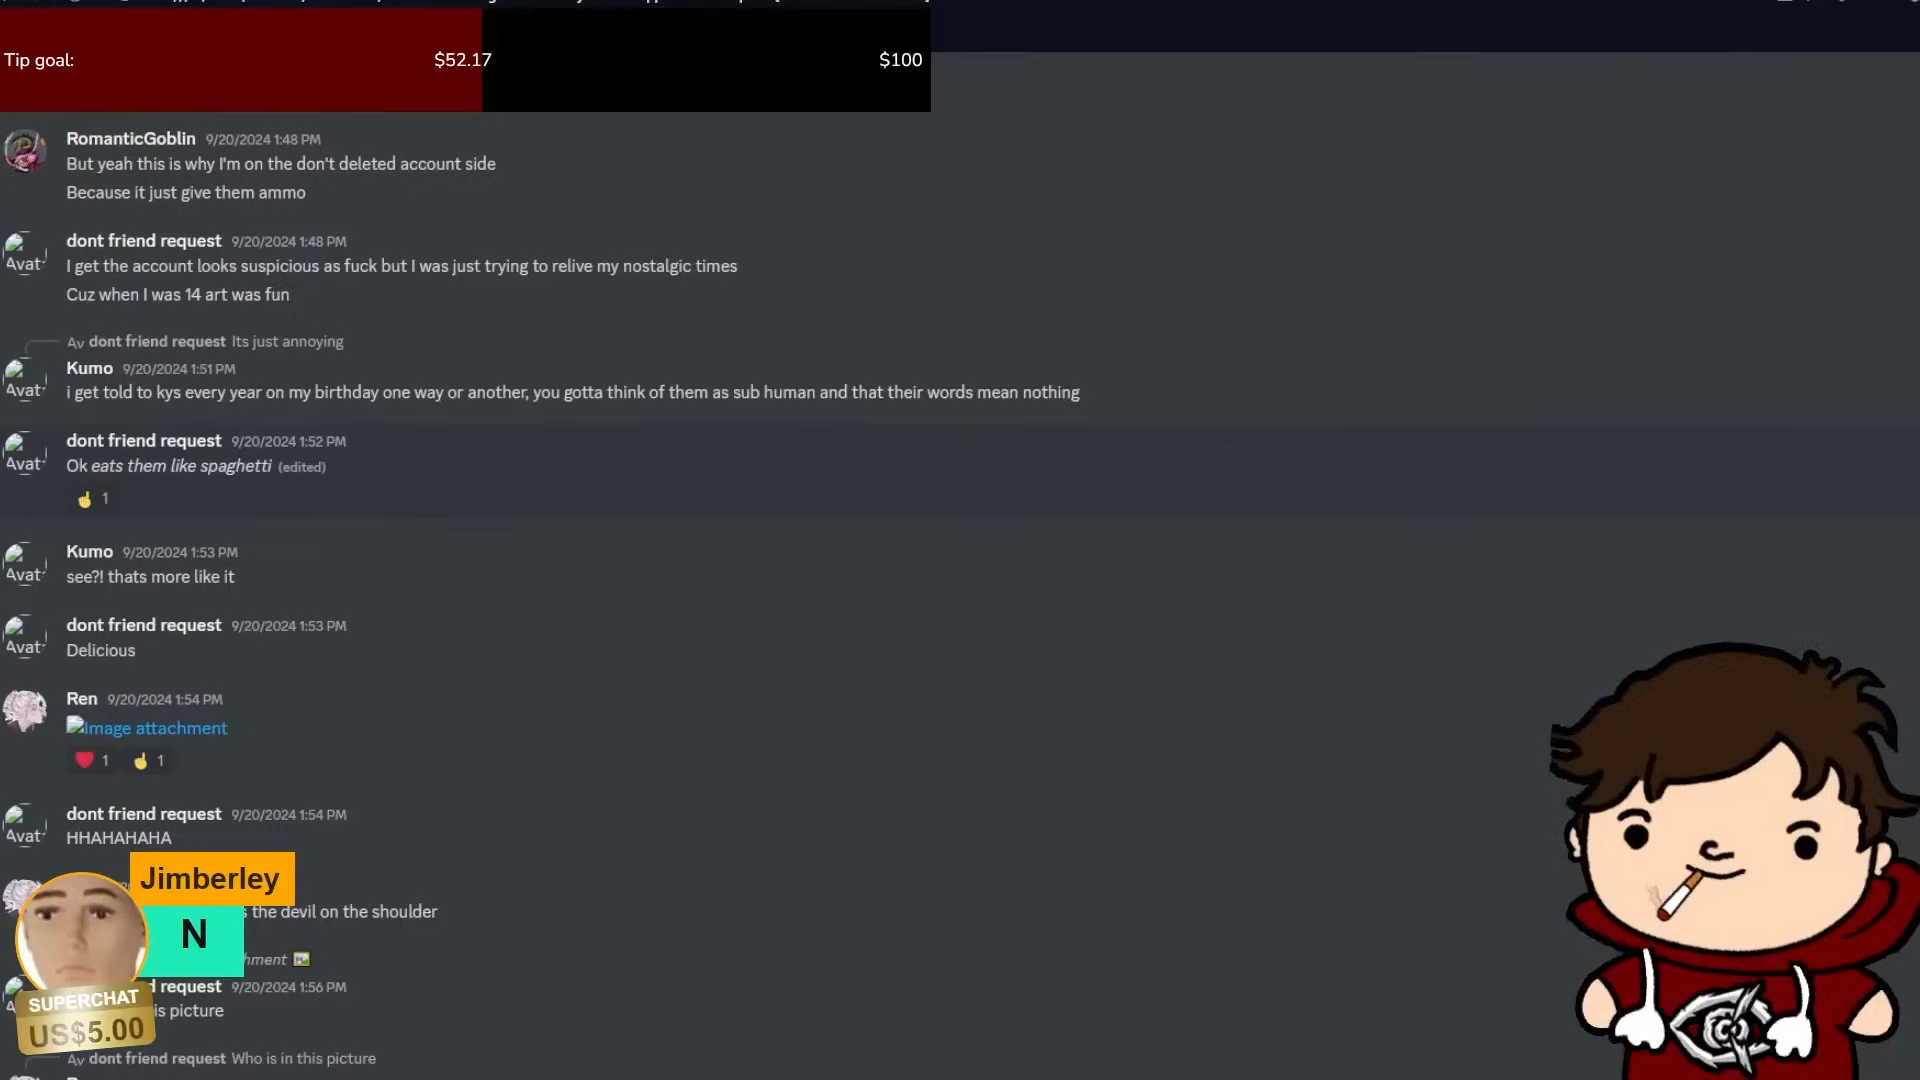 Tip goal:
$52.17
$100
RomanticGoblin 9/20/2024 1:48 PM
But yeah this is why I'm on the don't deleted account side
Because it just give them ammo
Avat
dont friend request 9/20/2024 1:48 PM
I get the account looks suspicious as fuck but I was just trying to relive my nostalgic times
Cuz when I was 14 art was fun
Av dont friend request Its just annoying
Avat
Kumo 9/20/2024 1:51 PM
i get told to kys every year on my birthday one way or another, you gotta think of them as sub human and that their words mean nothing
Avat
dont friend request 9/20/2024 1:52 PM
Ok eats them like spaghetti (edited)
1
Avat
Kumo 9/20/2024 1:53 PM
see?! thats more like it
Avat
dont friend request 9/20/2024 1:53 PM
Delicious
Ren 9/20/2024 1:54 PM
Image attachment
1 1
Avat
dont friend request 9/20/2024 1:54 PM
HHAHAHAHA
Jimberley
N
the devil on the shoulder
hment
d request 9/20/2024 1:56 PM
is picture
SUPERCHAT
US$5.00
Av dont friend request Who is in this picture